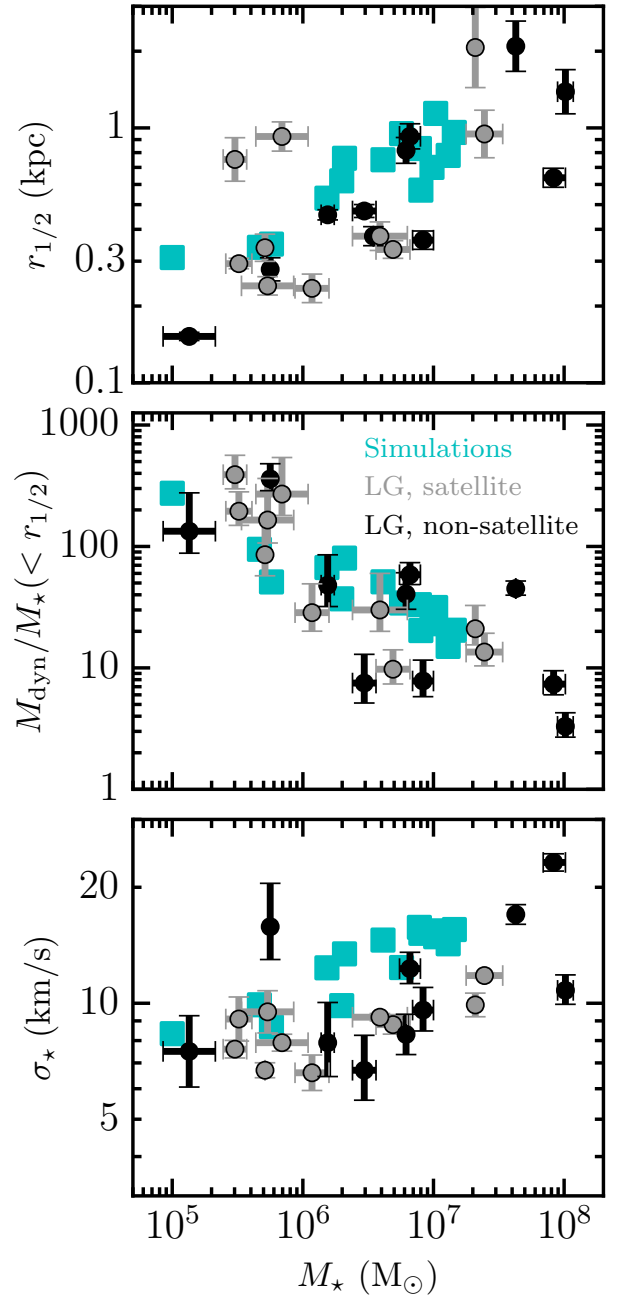 1
0.3
0.1
r_{1/2} (kpc)
1000
100
10
1
M_{dyn}/M_⋆(< r_{1/2})
Simulations
LG, satellite
LG, non-satellite
20
10
5
σ_⋆ (km/s)
10^5 10^6 10^7 10^8
M_⋆ (M_⊙)